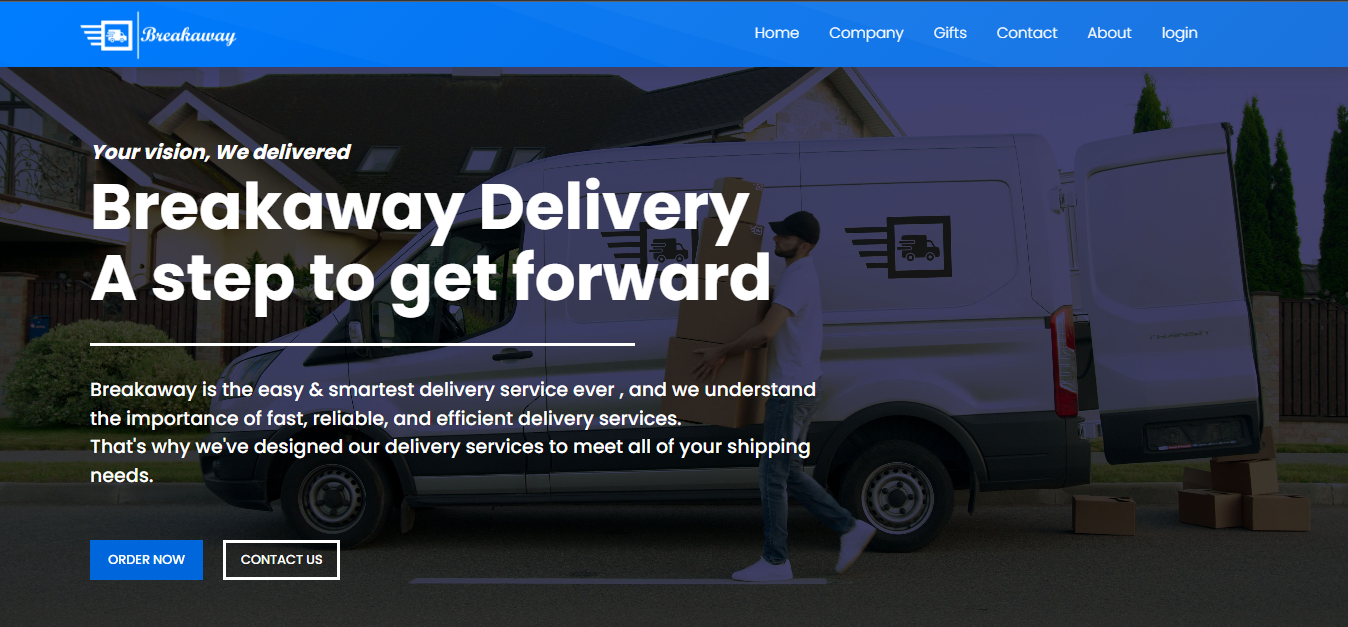 Breakaway
Home Company Gifts Contact About login
Your vision, We delivered
Breakaway Delivery
A step to get forward
Breakaway is the easy & smartest delivery service ever , and we understand
the importance of fast, reliable, and efficient delivery services.
That's why we've designed our delivery services to meet all of your shipping
needs.
ORDER NOW CONTACT US